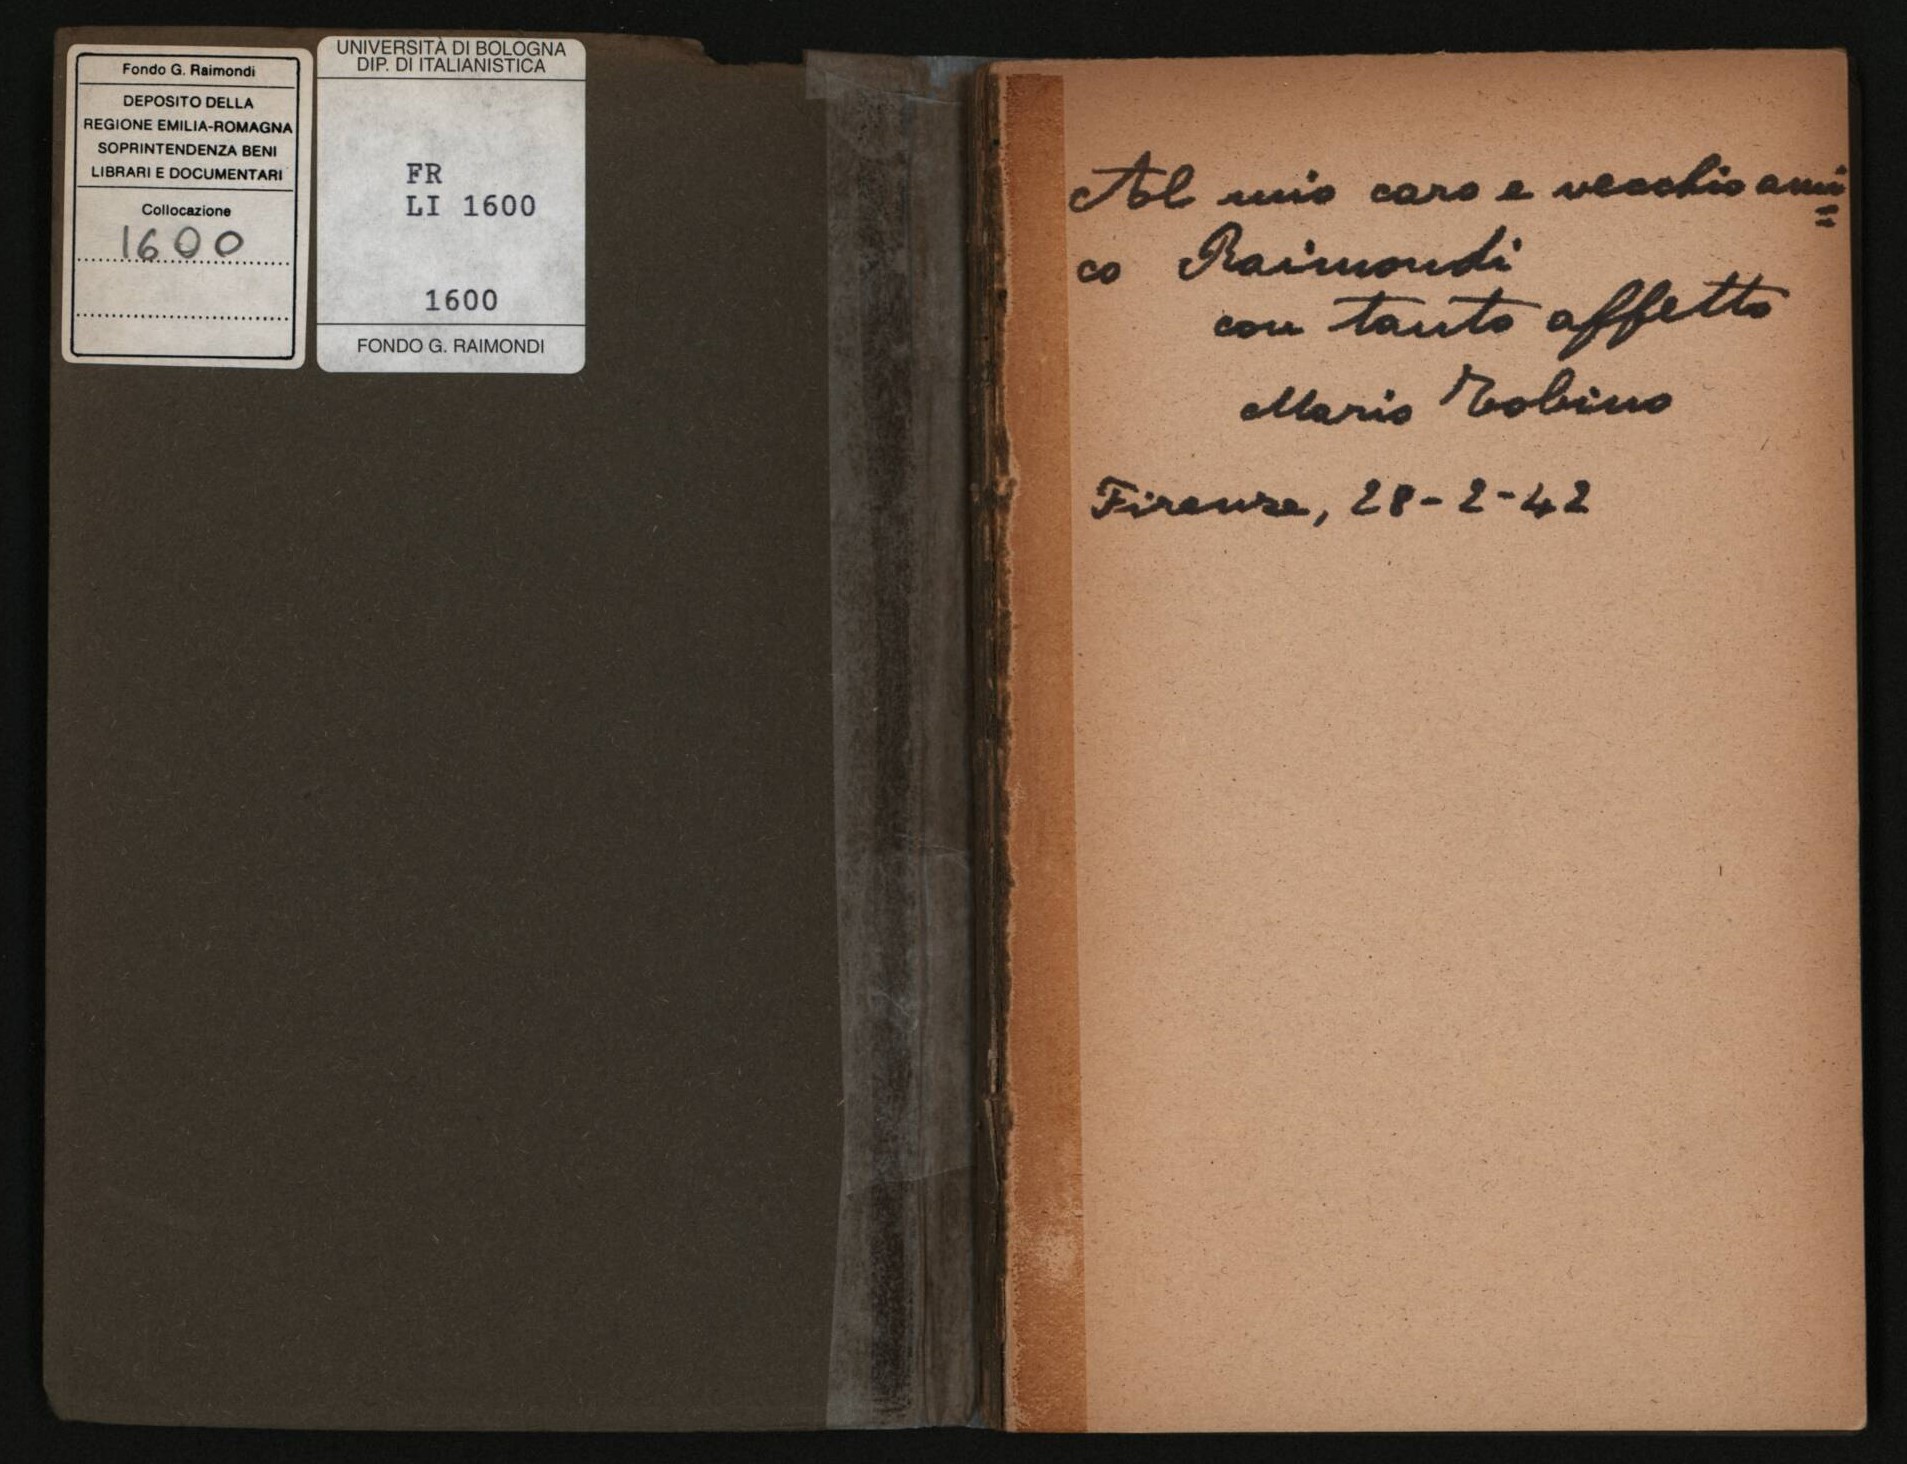 Fondo G. Raimondi
DEPOSITO DELLA
REGIONE EMILIA-ROMAGNA
SOPRINTENDENZA BENI
LIBRARI E DOCUMENTARI
Collocazione
1600
UNIVERSITÀ DI BOLOGNA
DIP. DI ITALIANISTICA
FR
LI 1600
1600
FONDO G. RAIMONDI
Al mio caro e vecchio ami=
co Raimondi
con tanto affetto
Mario Tobino
Firenze, 28-2-42